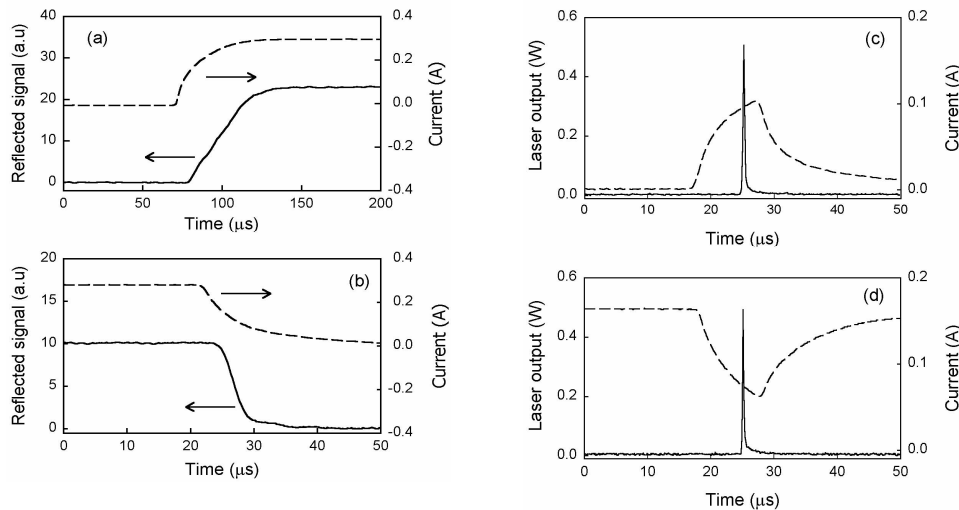 (a)
Reflected signal (a.u)
40
30
20
10
0
0.4
0.2
0.0
-0.2
-0.4
Current (A)
0 50 100 150 200
Time (μs)
(b)
Reflected signal (a.u)
20
15
10
5
0
0.4
0.2
0.0
-0.2
-0.4
Current (A)
0 10 20 30 40 50
Time (μs)
(c)
Laser output (W)
0.6
0.4
0.2
0.0
0.2
0.1
0.0
Current (A)
0 10 20 30 40 50
Time (μs)
(d)
Laser output (W)
0.6
0.4
0.2
0.0
0.2
0.1
0.0
Current (A)
0 10 20 30 40 50
Time (μs)